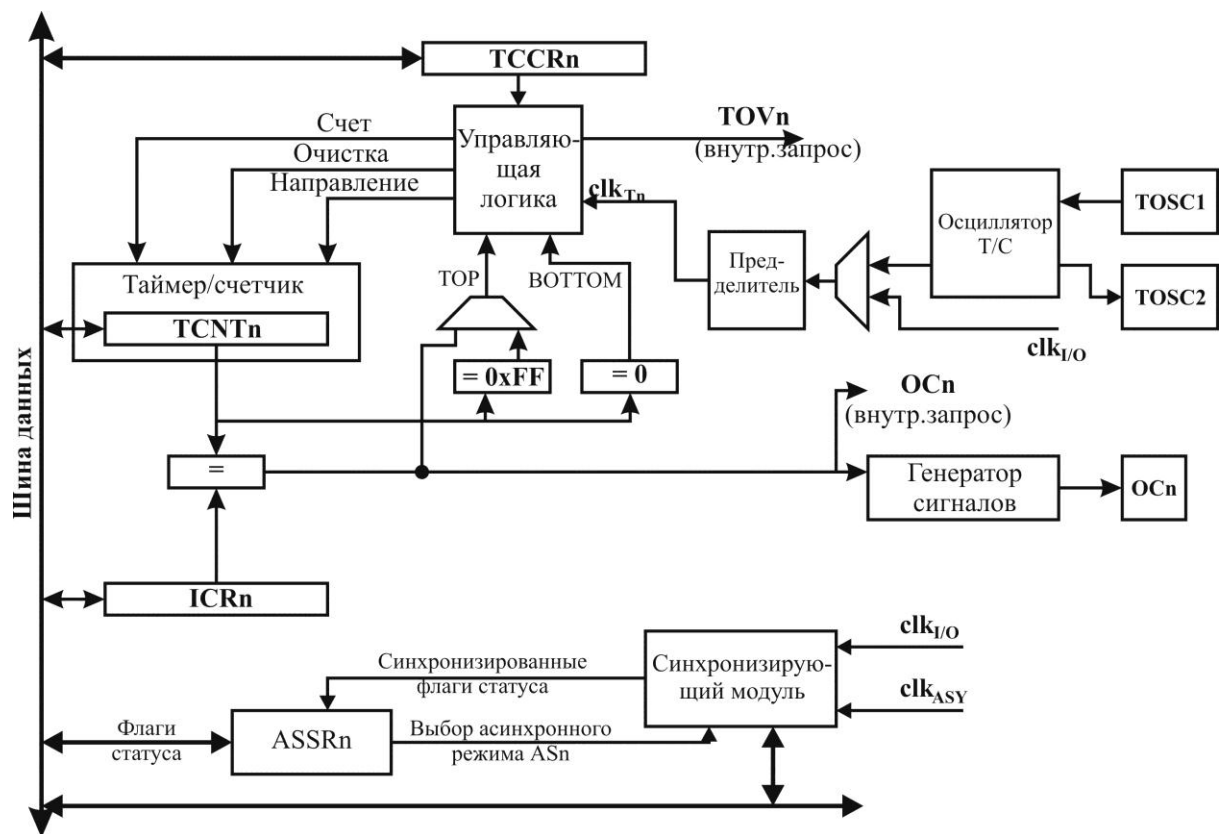 TCCRn
TOVn
(внутр.запрос)
Счет
Очистка
Направление
Управляю-
щая
логика
clkTn
Осциллятор
Т/С
TOSC1
TOSC2
Пред-
делитель
clkI/O
TOP
BOTTOM
Таймер/счетчик
TCNTn
= 0xFF
= 0
OCn
(внутр.запрос)
=
Генератор
сигналов
OCn
Шина данных
ICRn
clkI/O
clkASY
Синхронизированные
флаги статуса
Синхронизирую-
щий модуль
Флаги
статуса
ASSRn
Выбор асинхронного
режима ASn